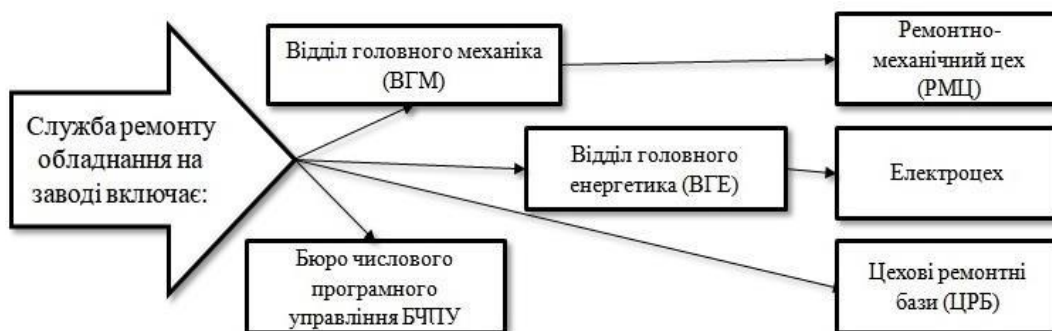 Служба ремонту
обладнання на
заводі включає:
Відділ головного механіка
(ВГМ)
Ремонтно-
механічний цех
(РМЦ)
Відділ головного
енергетика (ВГЕ)
Електроцех
Бюро числового
програмного
управління БЧПУ
Цехові ремонтні
бази (ЦРБ)